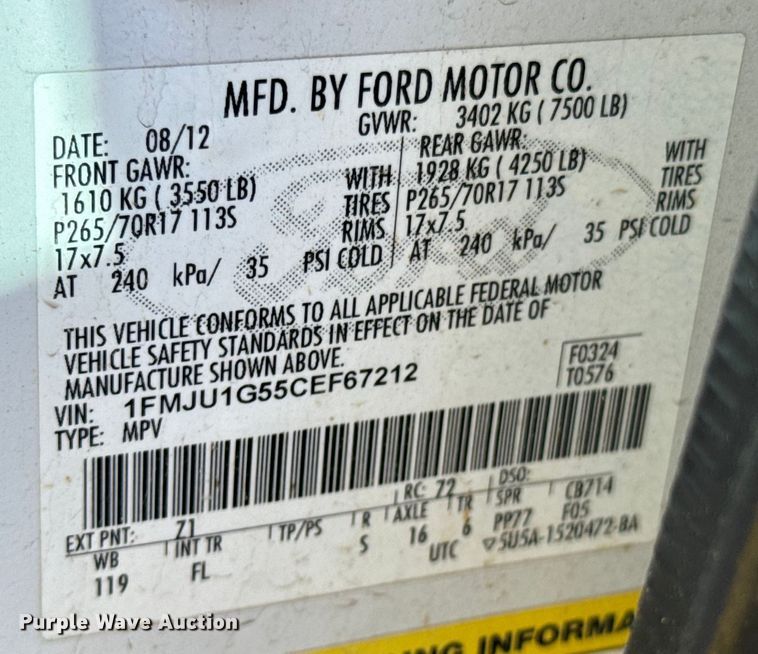 MFD. BY FORD MOTOR CO.
DATE: 08/12 GVWR: 3402 KG ( 7500 LB)
FRONT GAWR: REAR GAWR:
1610 KG ( 3550 LB) WITH 1928 KG ( 4250 LB) WITH
P265/70R17 113S TIRES P265/70R17 113S TIRES
17x7.5 RIMS 17x7.5 RIMS
AT 240 kPa/ 35 PSI COLD AT 240 kPa/ 35 PSI COLD
Ford
THIS VEHICLE CONFORMS TO ALL APPLICABLE FEDERAL MOTOR
VEHICLE SAFETY STANDARDS IN EFFECT ON THE DATE OF
MANUFACTURE SHOWN ABOVE.
F0324
T0576
VIN: 1FMJU1G55CEF67212
TYPE: MPV
EXT PNT: Z1 RC: 72 DSO:
WB INT TR TP/PS R AXLE TR SPR CB714
119 FL S 16 6 PP77 F05
UTC ▽5U5A-1520472-BA
Purple Wave Auction
NG INFORMA